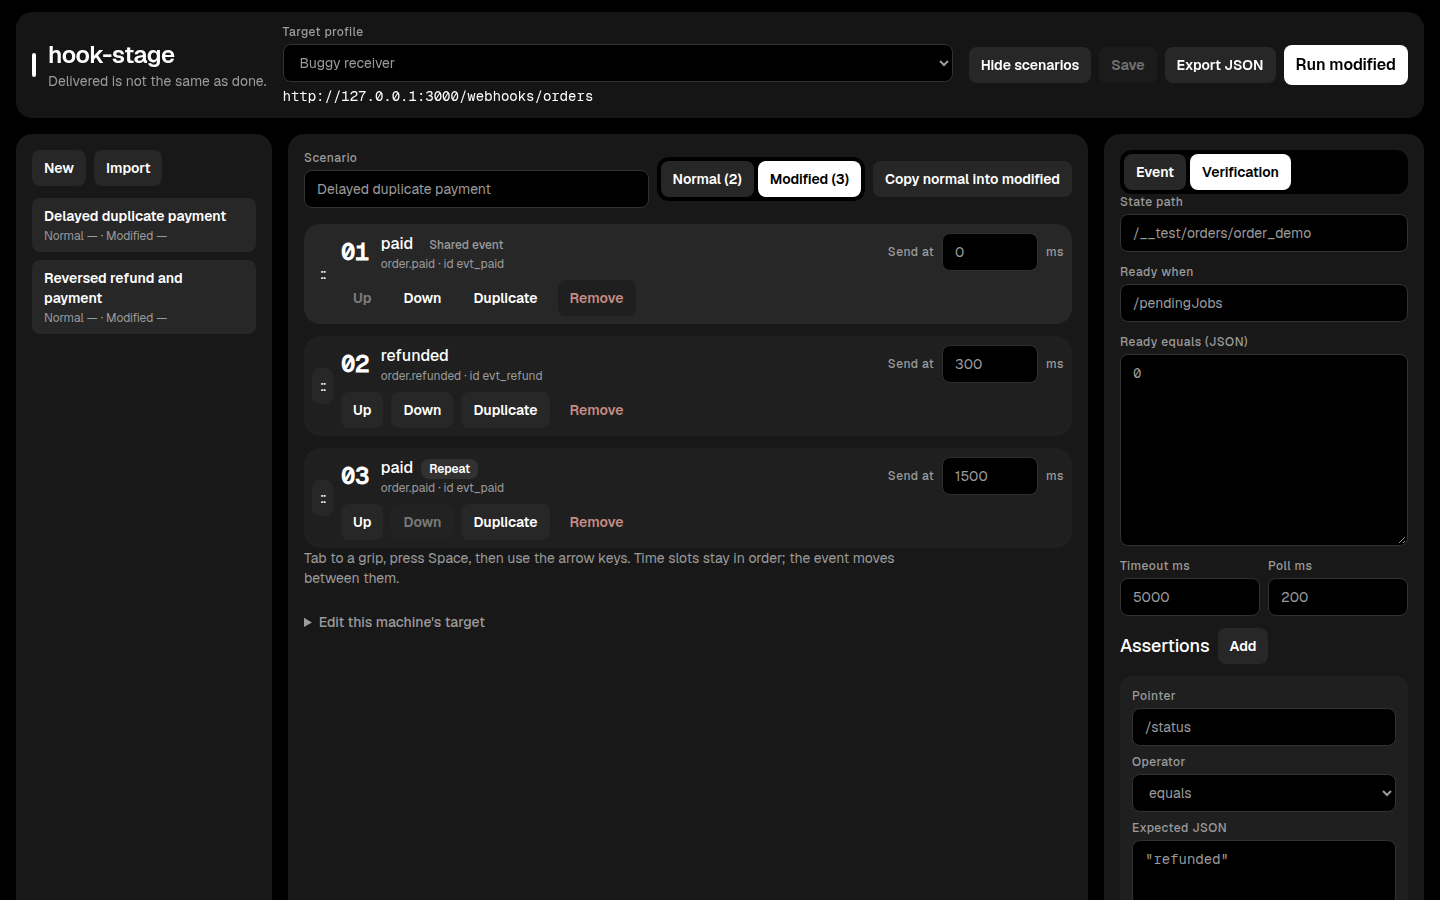 hook-stage
Delivered is not the same as done.
Target profile
Buggy receiver
http://127.0.0.1:3000/webhooks/orders
Hide scenarios
Save
Export JSON
Run modified
New
Import
Delayed duplicate payment
Normal — · Modified —
Reversed refund and
payment
Normal — · Modified —
Scenario
Delayed duplicate payment
Normal (2)
Modified (3)
Copy normal into modified
01
paid
Shared event
order.paid · id evt_paid
Send at
0
ms
Up
Down
Duplicate
Remove
02
refunded
order.refunded · id evt_refund
Send at
300
ms
Up
Down
Duplicate
Remove
03
paid
Repeat
order.paid · id evt_paid
Send at
1500
ms
Up
Down
Duplicate
Remove
Tab to a grip, press Space, then use the arrow keys. Time slots stay in order; the event moves
between them.
Edit this machine's target
Event
Verification
State path
/__test/orders/order_demo
Ready when
/pendingJobs
Ready equals (JSON)
0
Timeout ms
Poll ms
5000
200
Assertions
Add
Pointer
/status
Operator
equals
Expected JSON
"refunded"